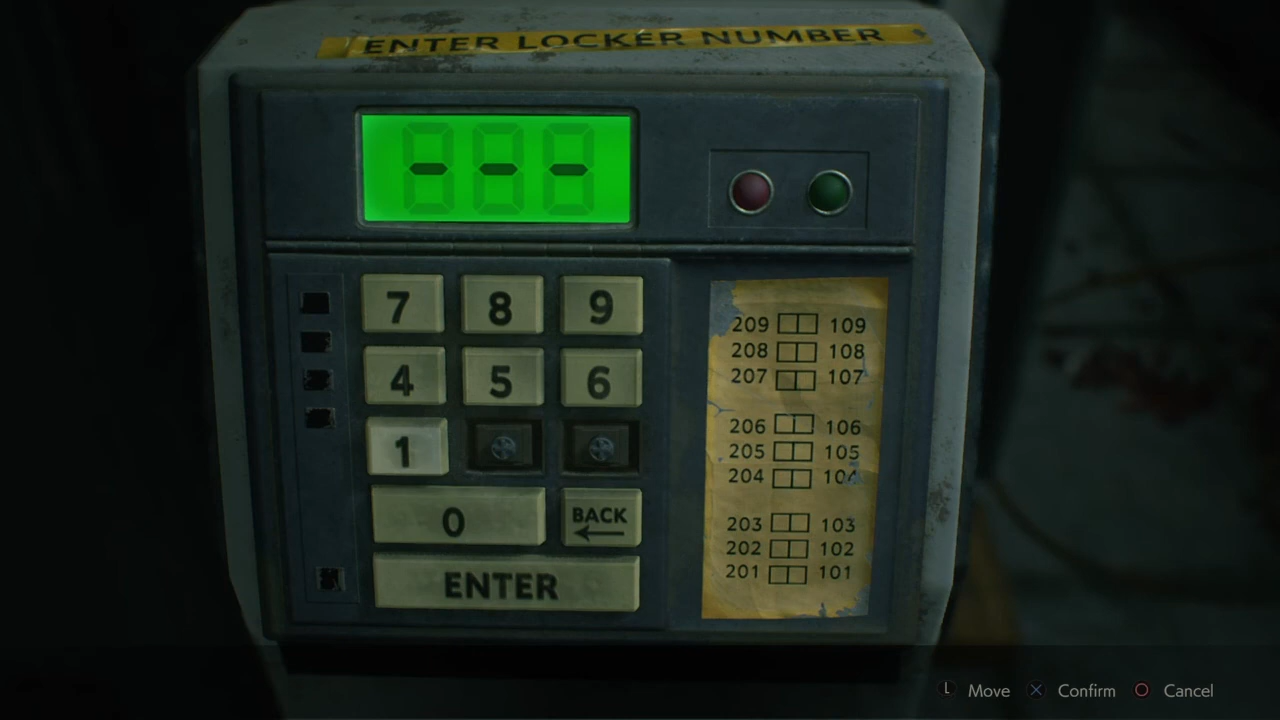 ENTER LOCKER NUMBER
- - -
7 8 9
4 5 6
1
0 BACK
ENTER
209 109
208 108
207 107
206 106
205 105
204 104
203 103
202 102
201 101
L Move X Confirm O Cancel